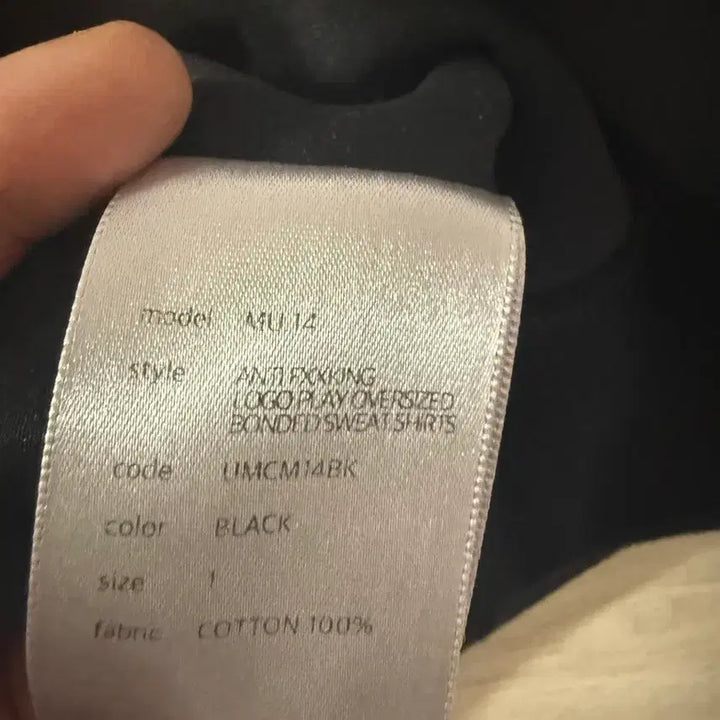 model MU 14
style ANTI FXXKING
LOGO PLAY OVERSIZED
BONDED SWEAT SHIRTS
code UMCM14BK
color BLACK
size 1
fabric COTTON 100%